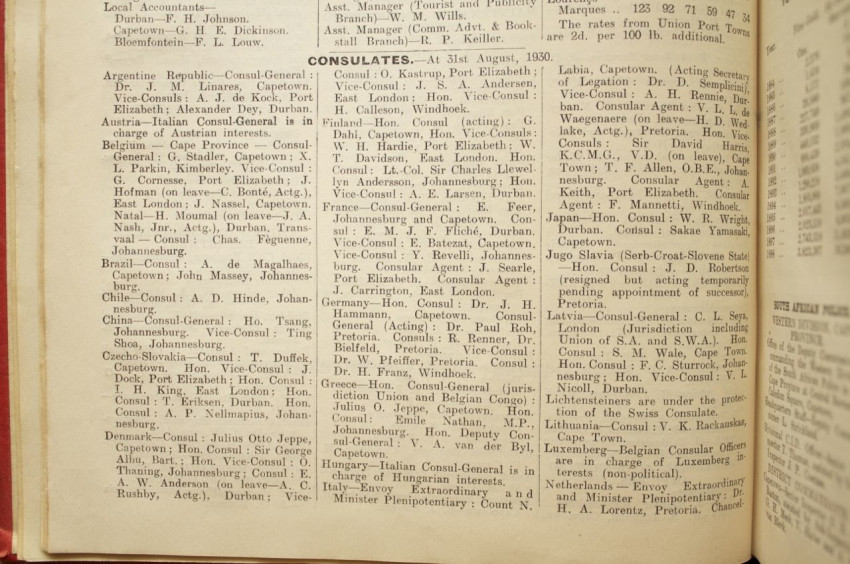 Local Accountants—
Durban—F. H. Johnson.
Capetown—G. H. E. Dickinson.
Bloemfontein—F. L. Louw.
Asst. Manager (Tourist and Publicity
Branch)—W. M. Wills.
Asst. Manager (Comm. Advt. & Book-
stall Branch)—R. P. Keiller.
Marques .. 123 92 71 59 47 34
The rates from Union Port Towns
are 2d. per 100 lb. additional.
CONSULATES.—At 31st August, 1930.
Argentine Republic—Consul-General :
Dr. J. M. Linares, Capetown.
Vice-Consuls : A. J. de Kock, Port
Elizabeth ; Alexander Dey, Durban.
Austria—Italian Consul-General is in
charge of Austrian interests.
Belgium — Cape Province — Consul-
General : G. Stadler, Capetown ; X.
L. Parkin, Kimberley. Vice-Consul :
G. Cornesse, Port Elizabeth ; J.
Hofman (on leave—C. Bonté, Actg.),
East London ; J. Nassel, Capetown.
Natal—H. Moumal (on leave—J. A.
Nash, Jnr., Actg.), Durban, Trans-
vaal — Consul : Chas. Fèguenne,
Johannesburg.
Brazil—Consul : A. de Magalhaes,
Capetown ; John Massey, Johannes-
burg.
Chile—Consul : A. D. Hinde, Johan-
nesburg.
China—Consul-General : Ho. Tsang,
Johannesburg. Vice-Consul : Ting
Shoa, Johannesburg.
Czecho-Slovakia—Consul : T. Duffek,
Capetown. Hon. Vice-Consul : J.
Dock, Port Elizabeth ; Hon. Consul :
I. H. King, East London ; Hon.
Consul : T. Eriksen, Durban. Hon.
Consul : A. P. Nellmapius, Johan-
nesburg.
Denmark—Consul : Julius Otto Jeppe,
Capetown ; Hon. Consul : Sir George
Albu, Bart. ; Hon. Vice-Consul : O.
Thaning, Johannesburg ; Consul : E.
A. W. Anderson (on leave—A. C.
Rushby, Actg.), Durban ; Vice-
Consul : O. Kastrup, Port Elizabeth ;
Vice-Consul : J. S. A. Andersen,
East London ; Hon. Vice-Consul :
H. Calleson, Windhoek.
Finland—Hon. Consul (acting) : G.
Dahi, Capetown, Hon. Vice-Consuls :
W. H. Hardie, Port Elizabeth ; W.
T. Davidson, East London. Hon.
Consul : Lt.-Col. Sir Charles Llewel-
lyn Andersson, Johannesburg ; Hon.
Vice-Consul : A. E. Larsen, Durban.
France—Consul-General : E. Feer,
Johannesburg and Capetown. Con-
sul : E. M. J. F. Fliché, Durban.
Vice-Consul : E. Batezat, Capetown.
Vice-Consul : Y. Revelli, Johannes-
burg. Consular Agent : J. Searle,
Port Elizabeth. Consular Agent :
J. Carrington, East London.
Germany—Hon. Consul : Dr. J. H.
Hammann, Capetown. Consul-
General (Acting) : Dr. Paul Roh,
Pretoria. Consuls : R. Renner, Dr.
Bielfeld, Pretoria. Vice-Consul :
Dr. W. Pfeiffer, Pretoria. Consul :
Dr. H. Franz, Windhoek.
Greece—Hon. Consul-General (juris-
diction Union and Belgian Congo) :
Julius O. Jeppe, Capetown. Hon.
Consul : Emile Nathan, M.P.,
Johannesburg. Hon. Deputy Con-
sul-General : V. A. van der Byl,
Capetown.
Hungary—Italian Consul-General is in
charge of Hungarian interests.
Italy—Envoy Extraordinary and
Minister Plenipotentiary : Count N.
Labia, Capetown. (Acting Secretary
of Legation : Dr. D. Semplicini),
Vice-Consul : A. H. Rennie, Dur-
ban. Consular Agent : V. L. L. de
Waegenaere (on leave—H. D. Wed-
lake, Actg.), Pretoria. Hon. Vice-
Consuls : Sir David Harris,
K.C.M.G., V.D. (on leave), Cape
Town ; T. F. Allen, O.B.E., Johan-
nesburg. Consular Agent : A.
Keith, Port Elizabeth. Consular
Agent : F. Mannetti, Windhoek.
Japan—Hon. Consul : W. R. Wright,
Durban. Consul : Sakae Yamasaki,
Capetown.
Jugo Slavia (Serb-Croat-Slovene State)
—Hon. Consul : J. D. Robertson
(resigned but acting temporarily
pending appointment of successor),
Pretoria.
Latvia—Consul-General : C. L. Seya,
London (Jurisdiction including
Union of S.A. and S.W.A.). Hon.
Consul : S. M. Wale, Cape Town.
Hon. Consul : F. C. Sturrock, Johan-
nesburg ; Hon. Vice-Consul : V. L.
Nicoll, Durban.
Lichtensteiners are under the protec-
tion of the Swiss Consulate.
Lithuania—Consul : V. K. Rackauskas,
Cape Town.
Luxemberg—Belgian Consular Officers
are in charge of Luxemberg in-
terests (non-political).
Netherlands — Envoy Extraordinary
and Minister Plenipotentiary : Dr.
H. A. Lorentz, Pretoria. Chancel-
SOUTH AFRICAN
WESTERN DIVISION,
PROVINCE